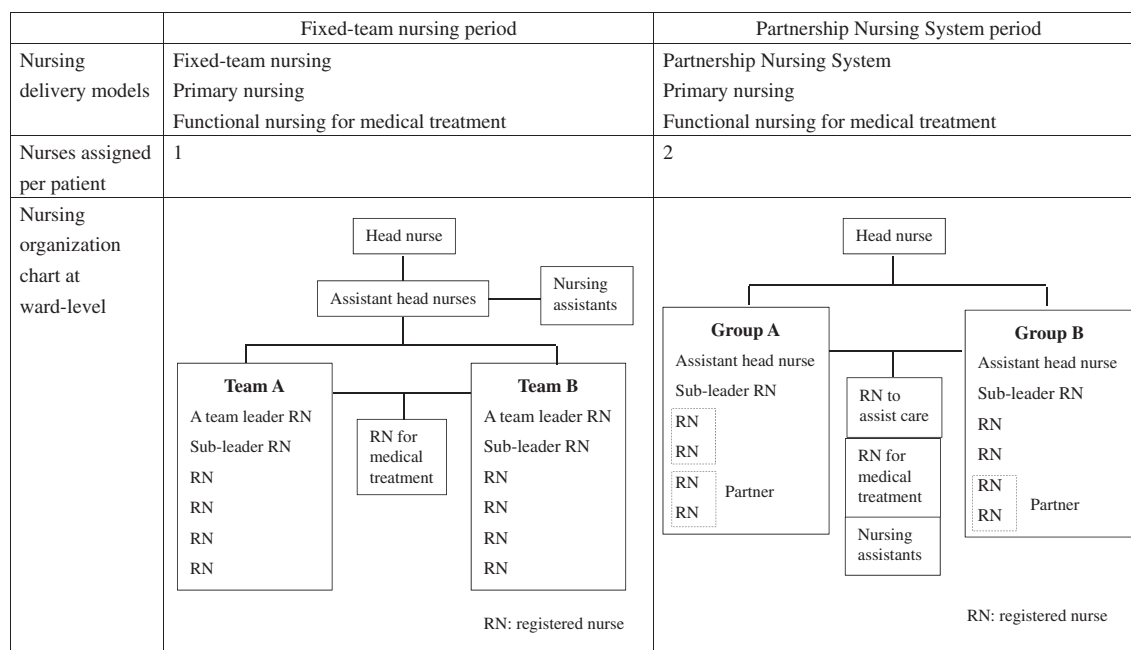 Fixed-team nursing period
Partnership Nursing System period
Nursing
delivery models
Fixed-team nursing
Primary nursing
Functional nursing for medical treatment
Partnership Nursing System
Primary nursing
Functional nursing for medical treatment
Nurses assigned
per patient
1
2
Nursing
organization
chart at
ward-level
Head nurse
Assistant head nurses
Nursing
assistants
Team A
A team leader RN
Sub-leader RN
RN
RN
RN
RN
RN for
medical
treatment
Team B
A team leader RN
Sub-leader RN
RN
RN
RN
RN
RN: registered nurse
Head nurse
Group A
Assistant head nurse
Sub-leader RN
RN
RN
RN
RN
Partner
RN to
assist care
RN for
medical
treatment
Nursing
assistants
Group B
Assistant head nurse
Sub-leader RN
RN
RN
RN
RN
Partner
RN: registered nurse